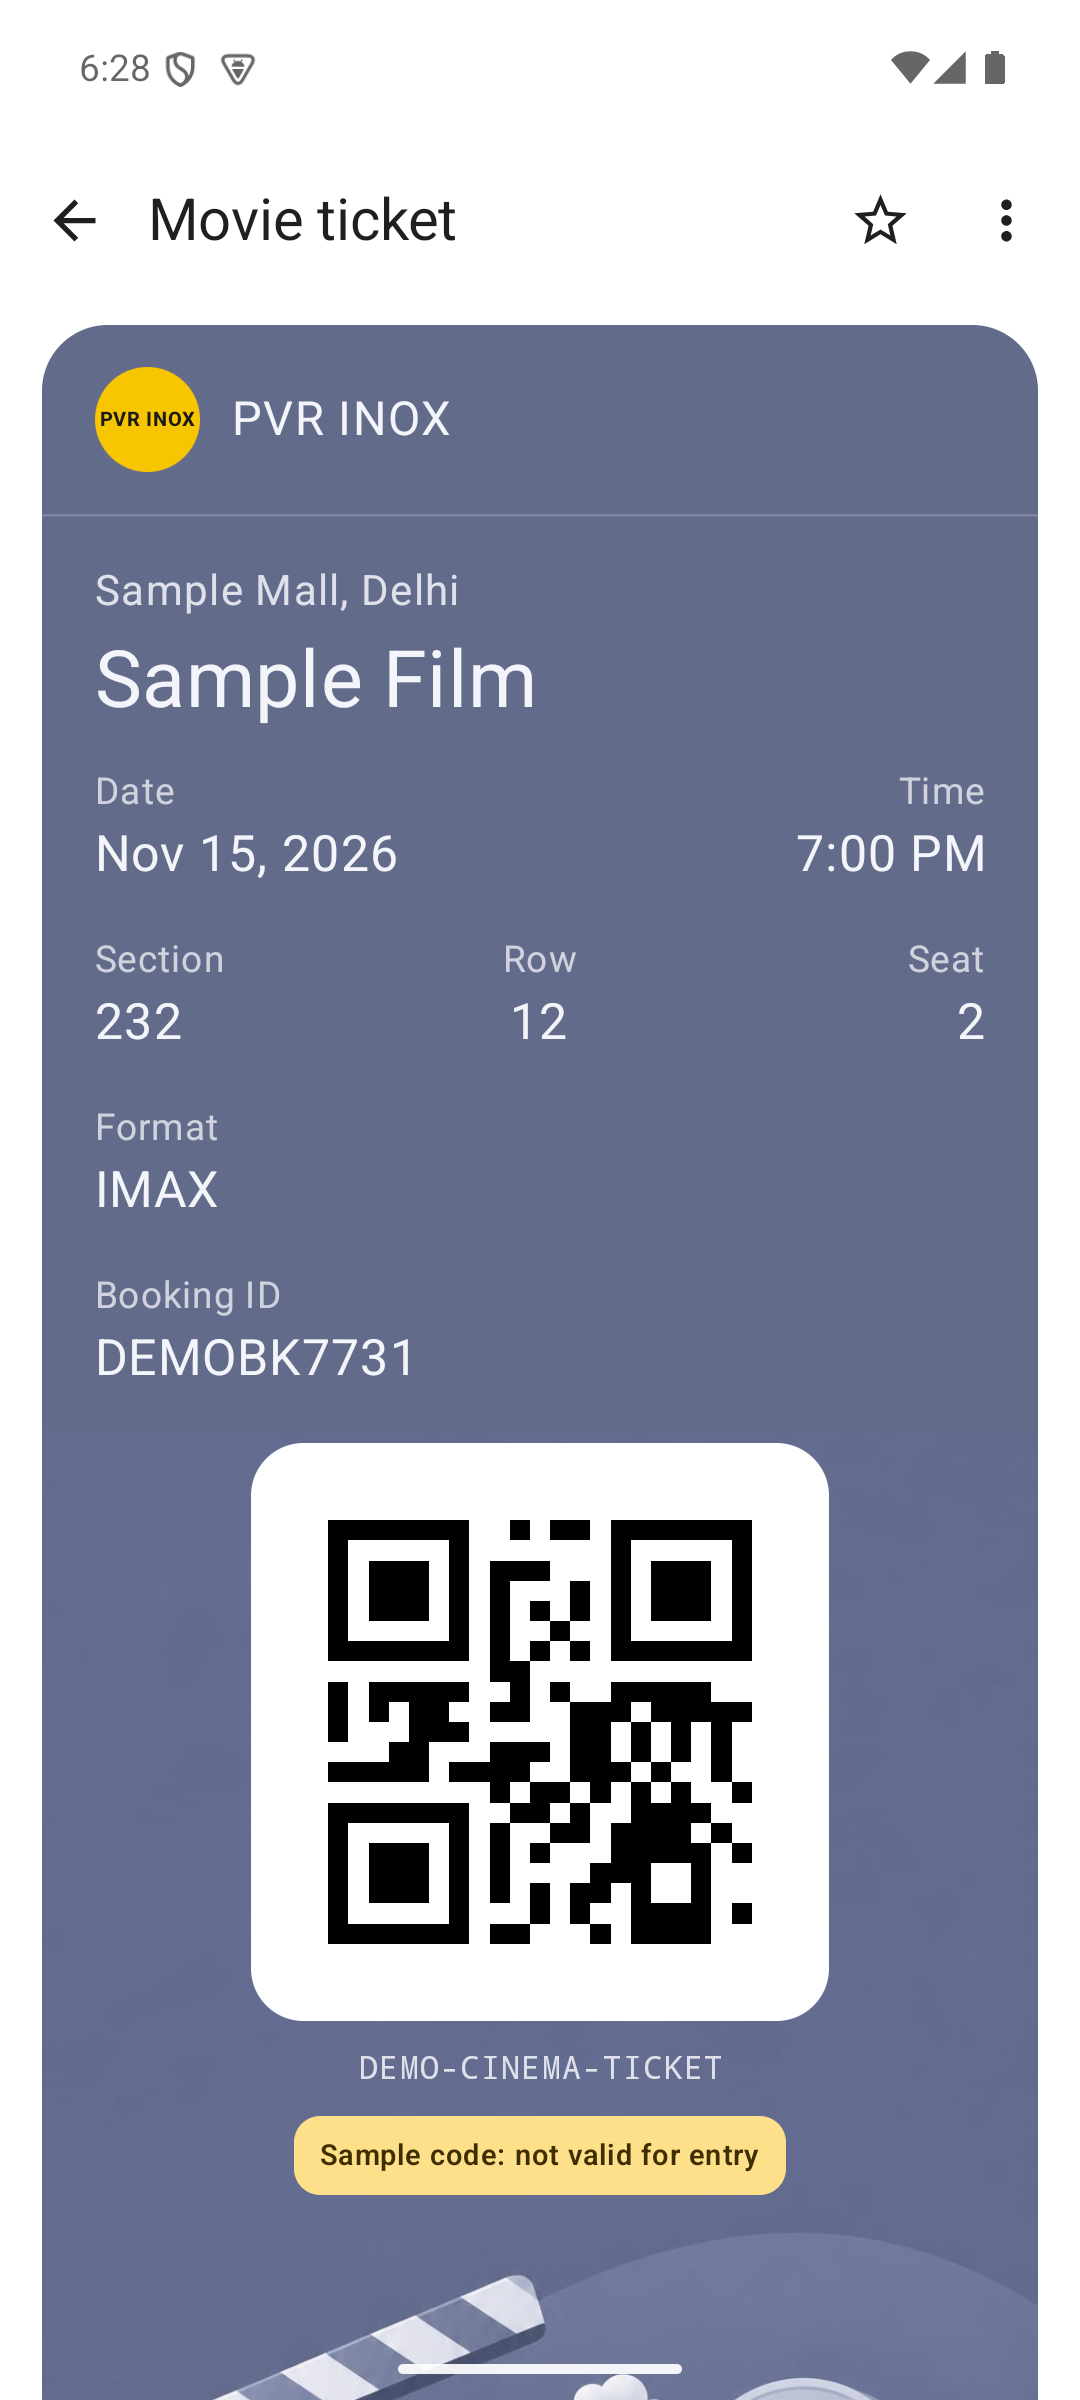 6:28
Movie ticket
PVR INOX
PVR INOX
Sample Mall, Delhi
Sample Film
Date Time
Nov 15, 2026 7:00 PM
Section Row Seat
232 12 2
Format
IMAX
Booking ID
DEMOBK7731
DEMO-CINEMA-TICKET
Sample code: not valid for entry